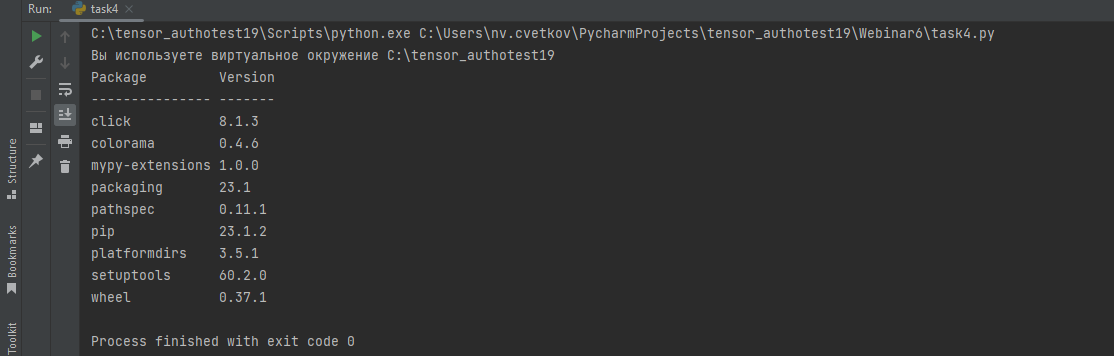 Run: task4
C:\tensor_authotest19\Scripts\python.exe C:\Users\nv.cvetkov\PycharmProjects\tensor_authotest19\Webinar6\task4.py
Вы используете виртуальное окружение C:\tensor_authotest19
Package         Version
--------------- -------
click           8.1.3
colorama        0.4.6
mypy-extensions 1.0.0
packaging       23.1
pathspec        0.11.1
pip             23.1.2
platformdirs    3.5.1
setuptools      60.2.0
wheel           0.37.1
Process finished with exit code 0
Structure
Bookmarks
Toolkit